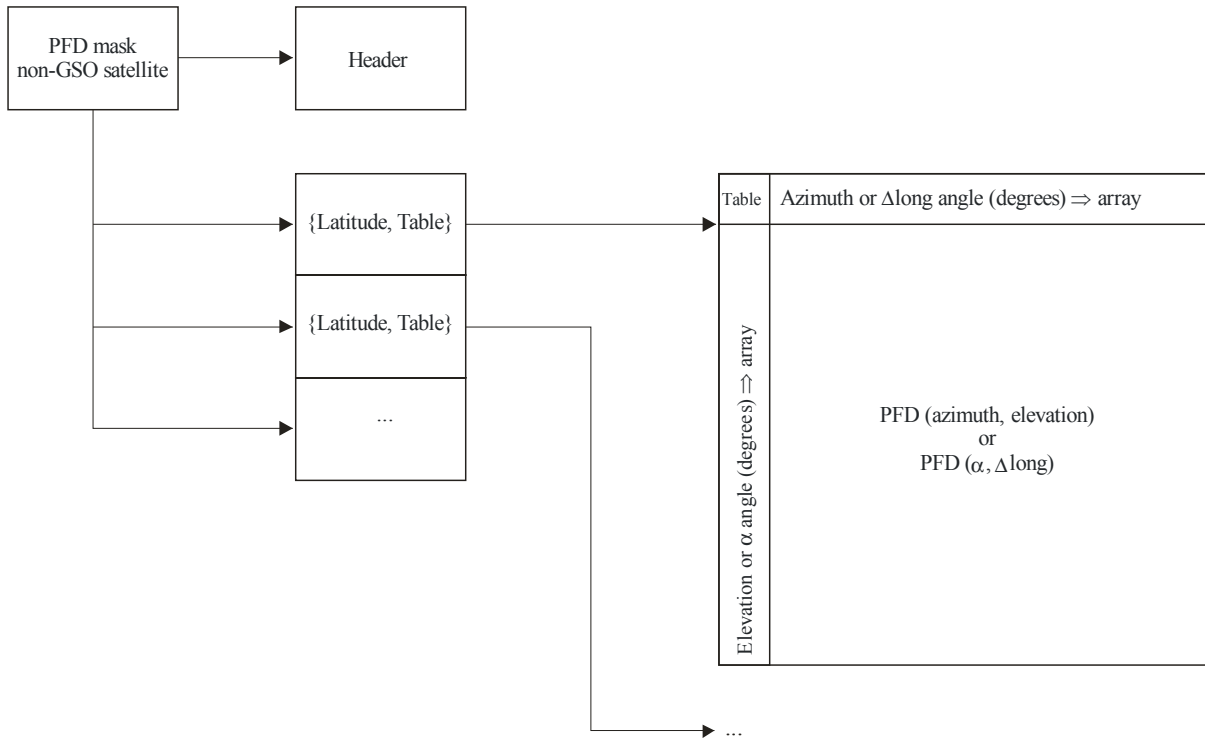 PFD mask
non-GSO satellite
Header
{Latitude, Table}
{Latitude, Table}
...
Table
Azimuth or Δlong angle (degrees) ⇒ array
Elevation or α angle (degrees) ⇒ array
PFD (azimuth, elevation)
or
PFD (α, Δlong)
...